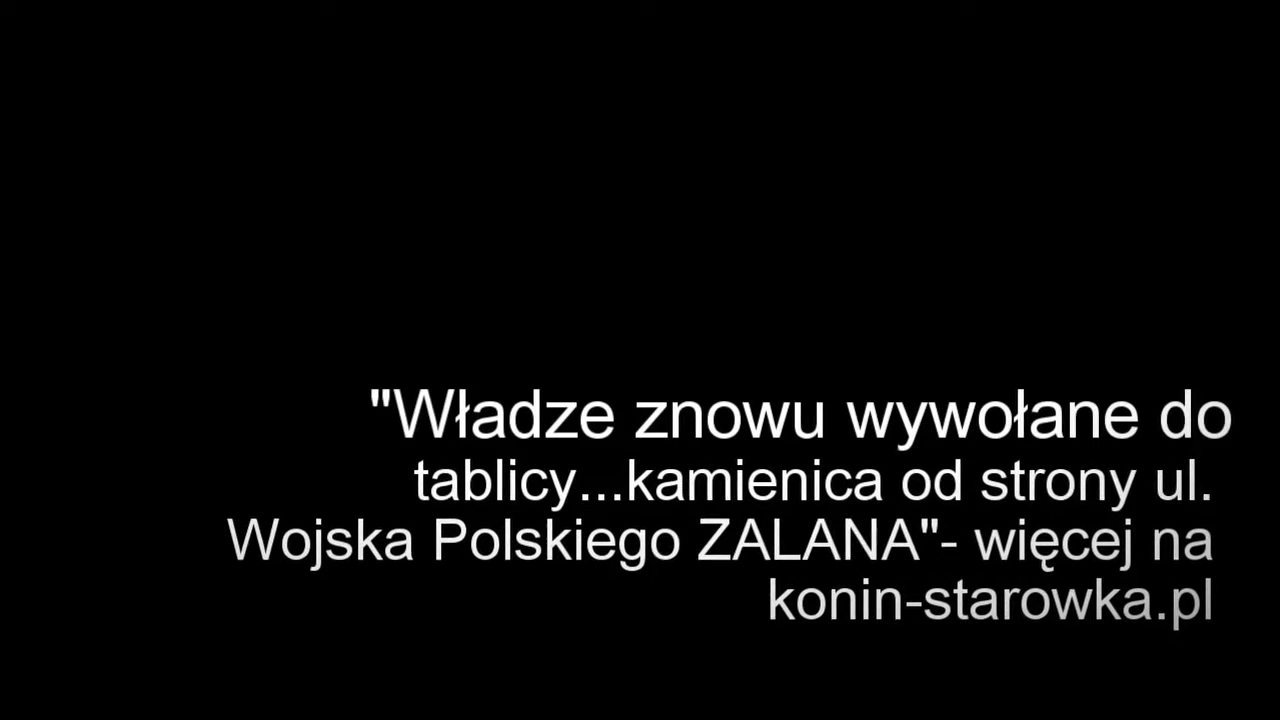 "Władze znowu wywołane do
tablicy...kamienica od strony ul.
Wojska Polskiego ZALANA"- więcej na
konin-starowka.pl